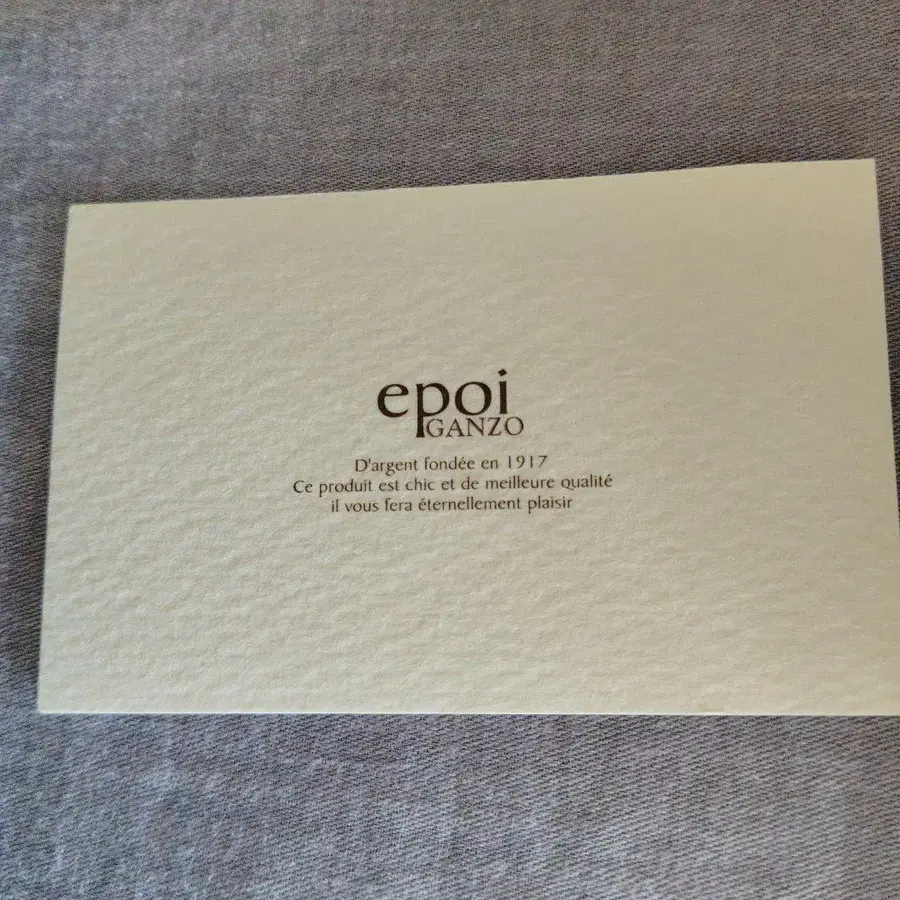 epoi
GANZO
D'argent fondée en 1917
Ce produit est chic et de meilleure qualité
il vous fera éternellement plaisir